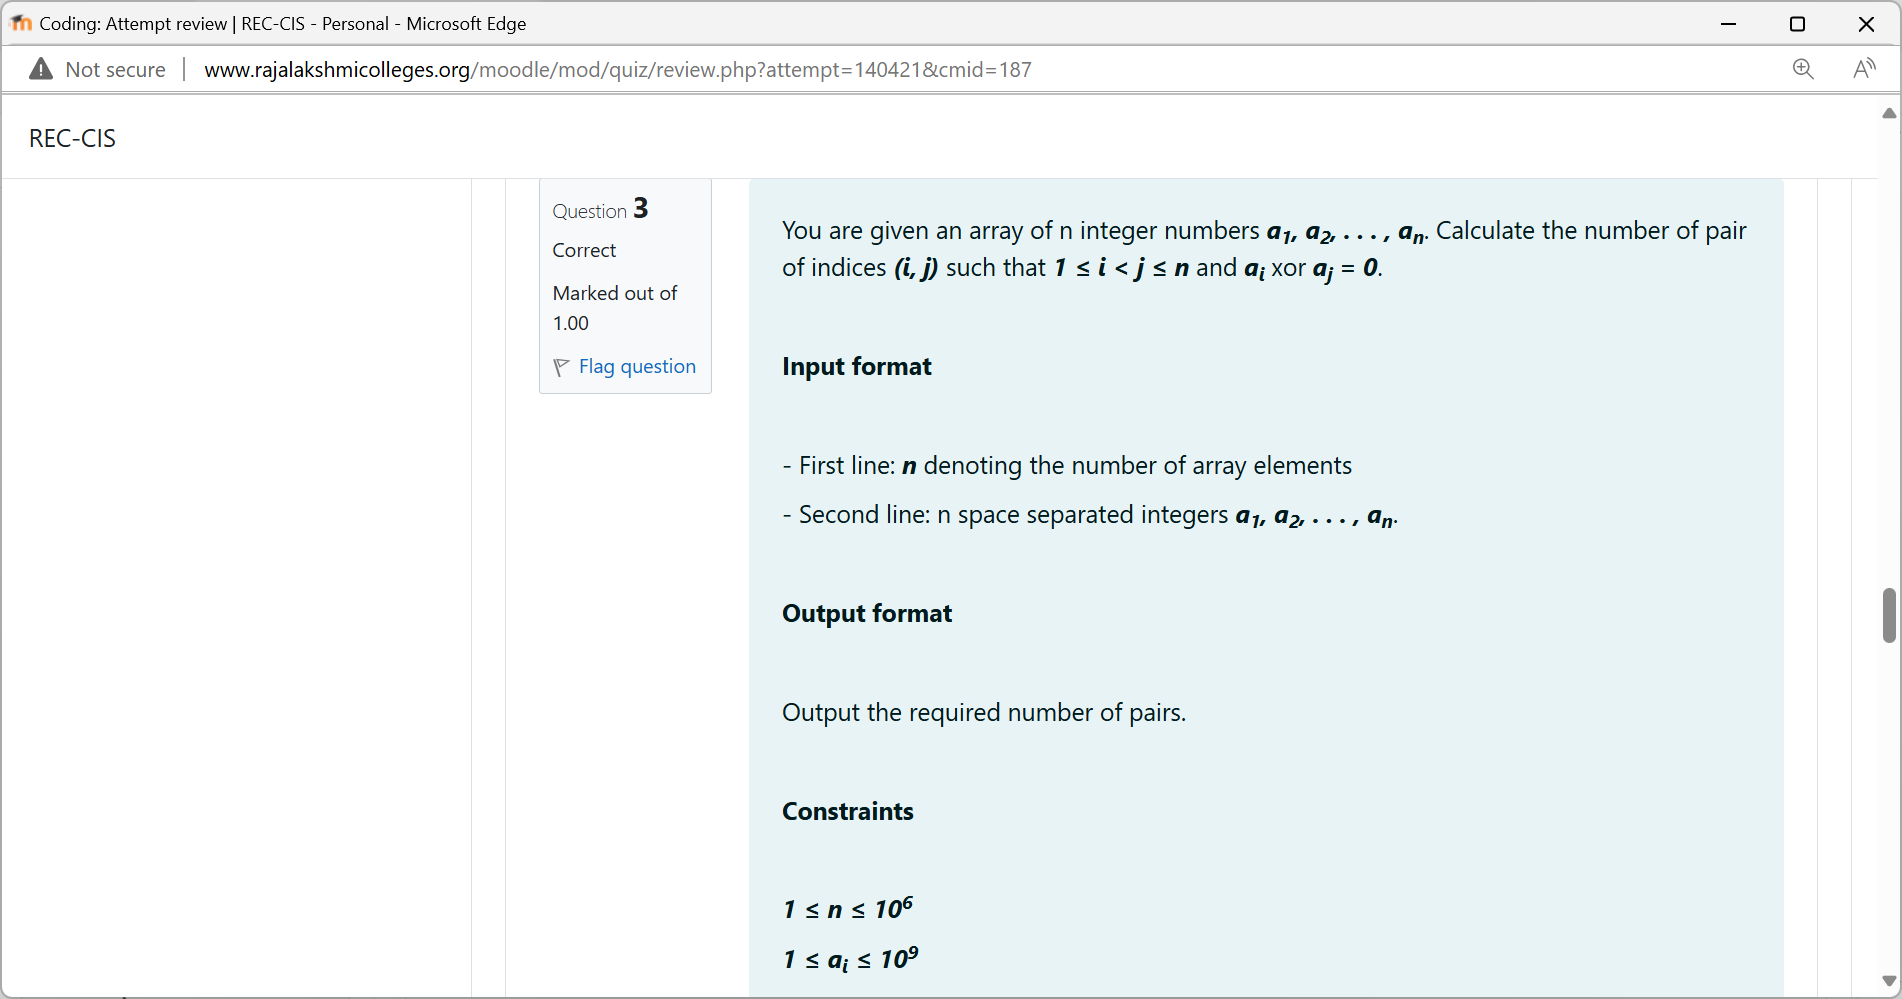 Coding: Attempt review | REC-CIS - Personal - Microsoft Edge
Not secure | www.rajalakshmicolleges.org/moodle/mod/quiz/review.php?attempt=140421&cmid=187
REC-CIS
Question 3
Correct
Marked out of
1.00
Flag question
You are given an array of n integer numbers a₁, a₂, . . . , aₙ. Calculate the number of pair
of indices (i, j) such that 1 ≤ i < j ≤ n and aᵢ xor aⱼ = 0.
Input format
- First line: n denoting the number of array elements
- Second line: n space separated integers a₁, a₂, . . . , aₙ.
Output format
Output the required number of pairs.
Constraints
1 ≤ n ≤ 10⁶
1 ≤ aᵢ ≤ 10⁹